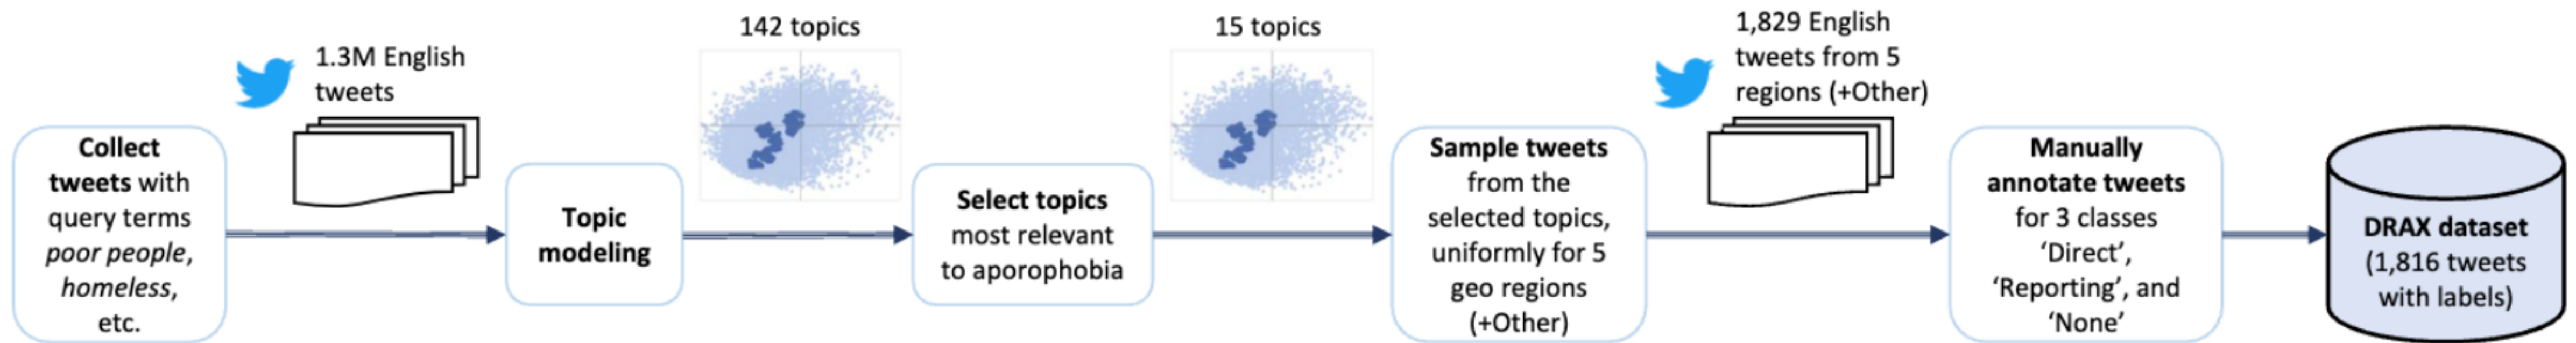 Collect
tweets with
query terms
poor people,
homeless,
etc.
1.3M English
tweets
Topic
modeling
142 topics
Select topics
most relevant
to aporophobia
15 topics
Sample tweets
from the
selected topics,
uniformly for 5
geo regions
(+Other)
1,829 English
tweets from 5
regions (+Other)
Manually
annotate tweets
for 3 classes
‘Direct’,
‘Reporting’, and
‘None’
DRAX dataset
(1,816 tweets
with labels)